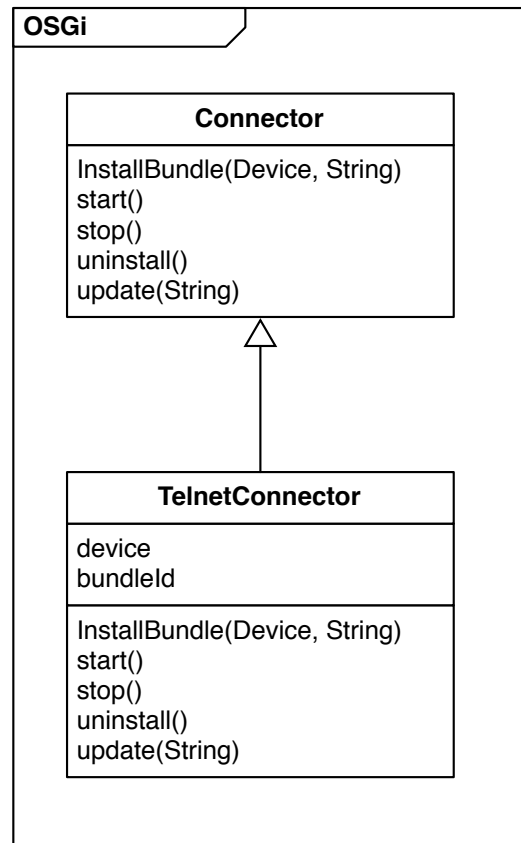 OSGi
Connector
InstallBundle(Device, String)
start()
stop()
uninstall()
update(String)
TelnetConnector
device
bundleId
InstallBundle(Device, String)
start()
stop()
uninstall()
update(String)